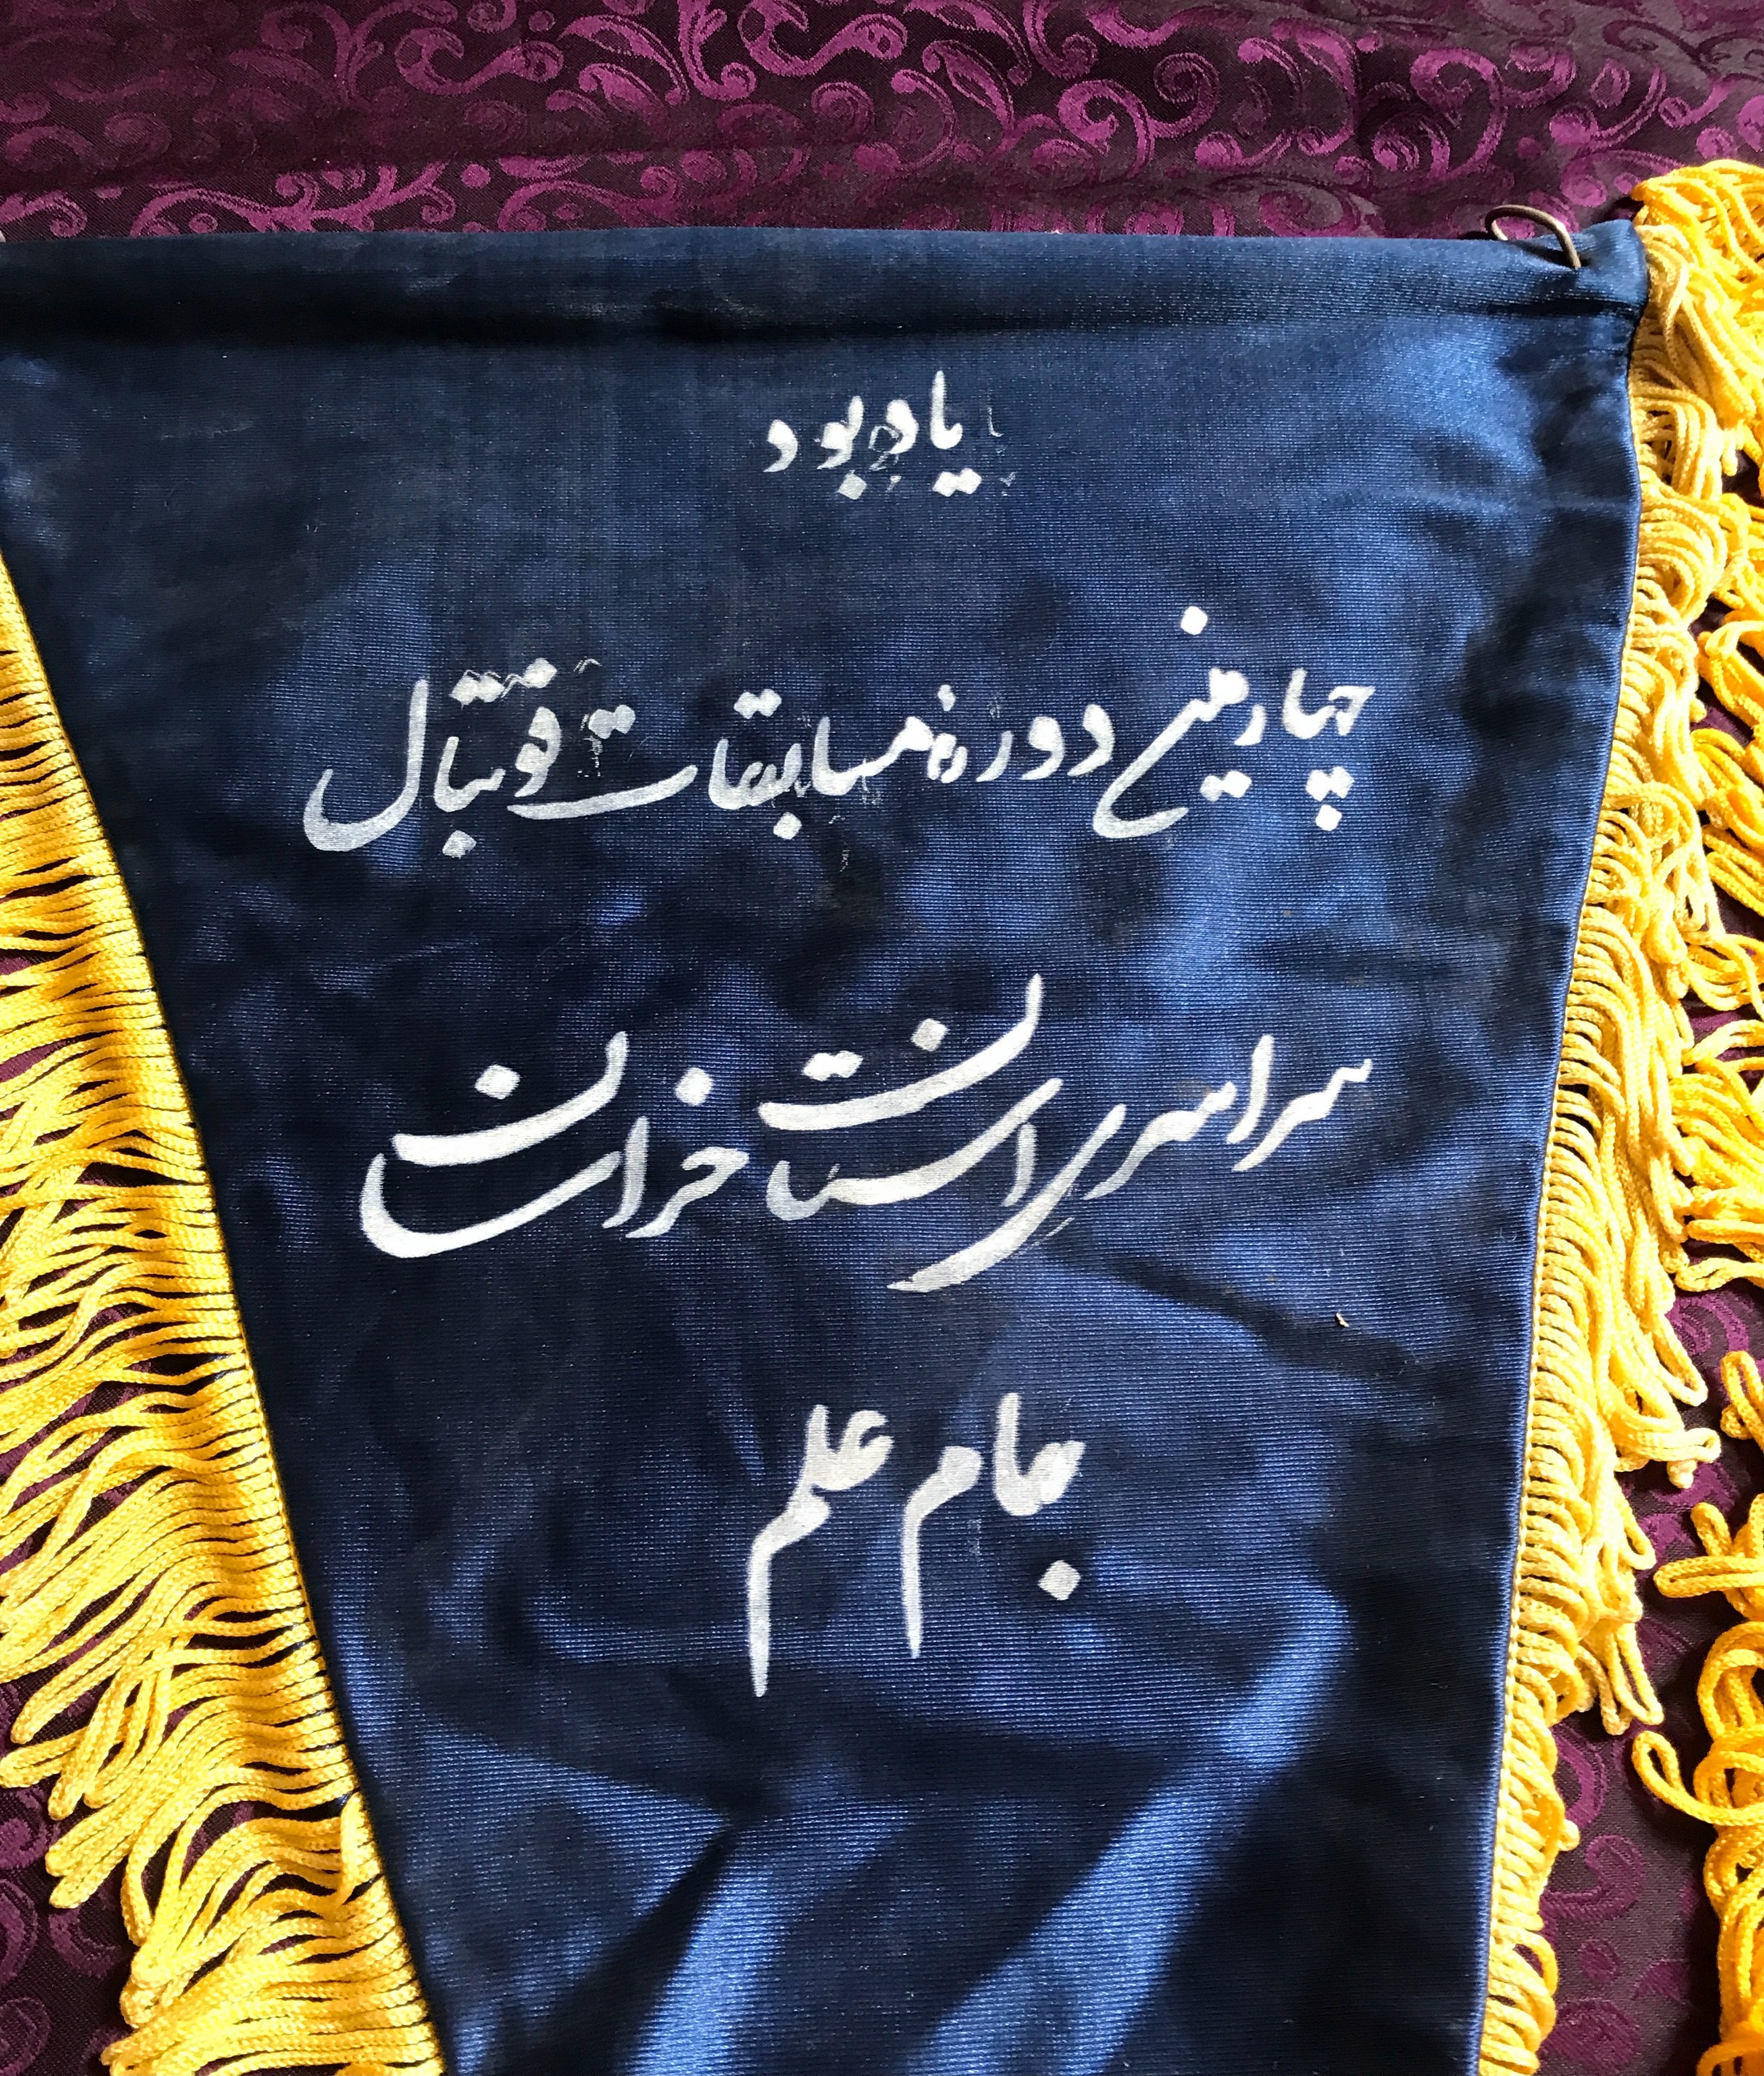 یادبود
چهارمین دوره مسابقات فوتبال
سراسری استان خراسان
جام علم